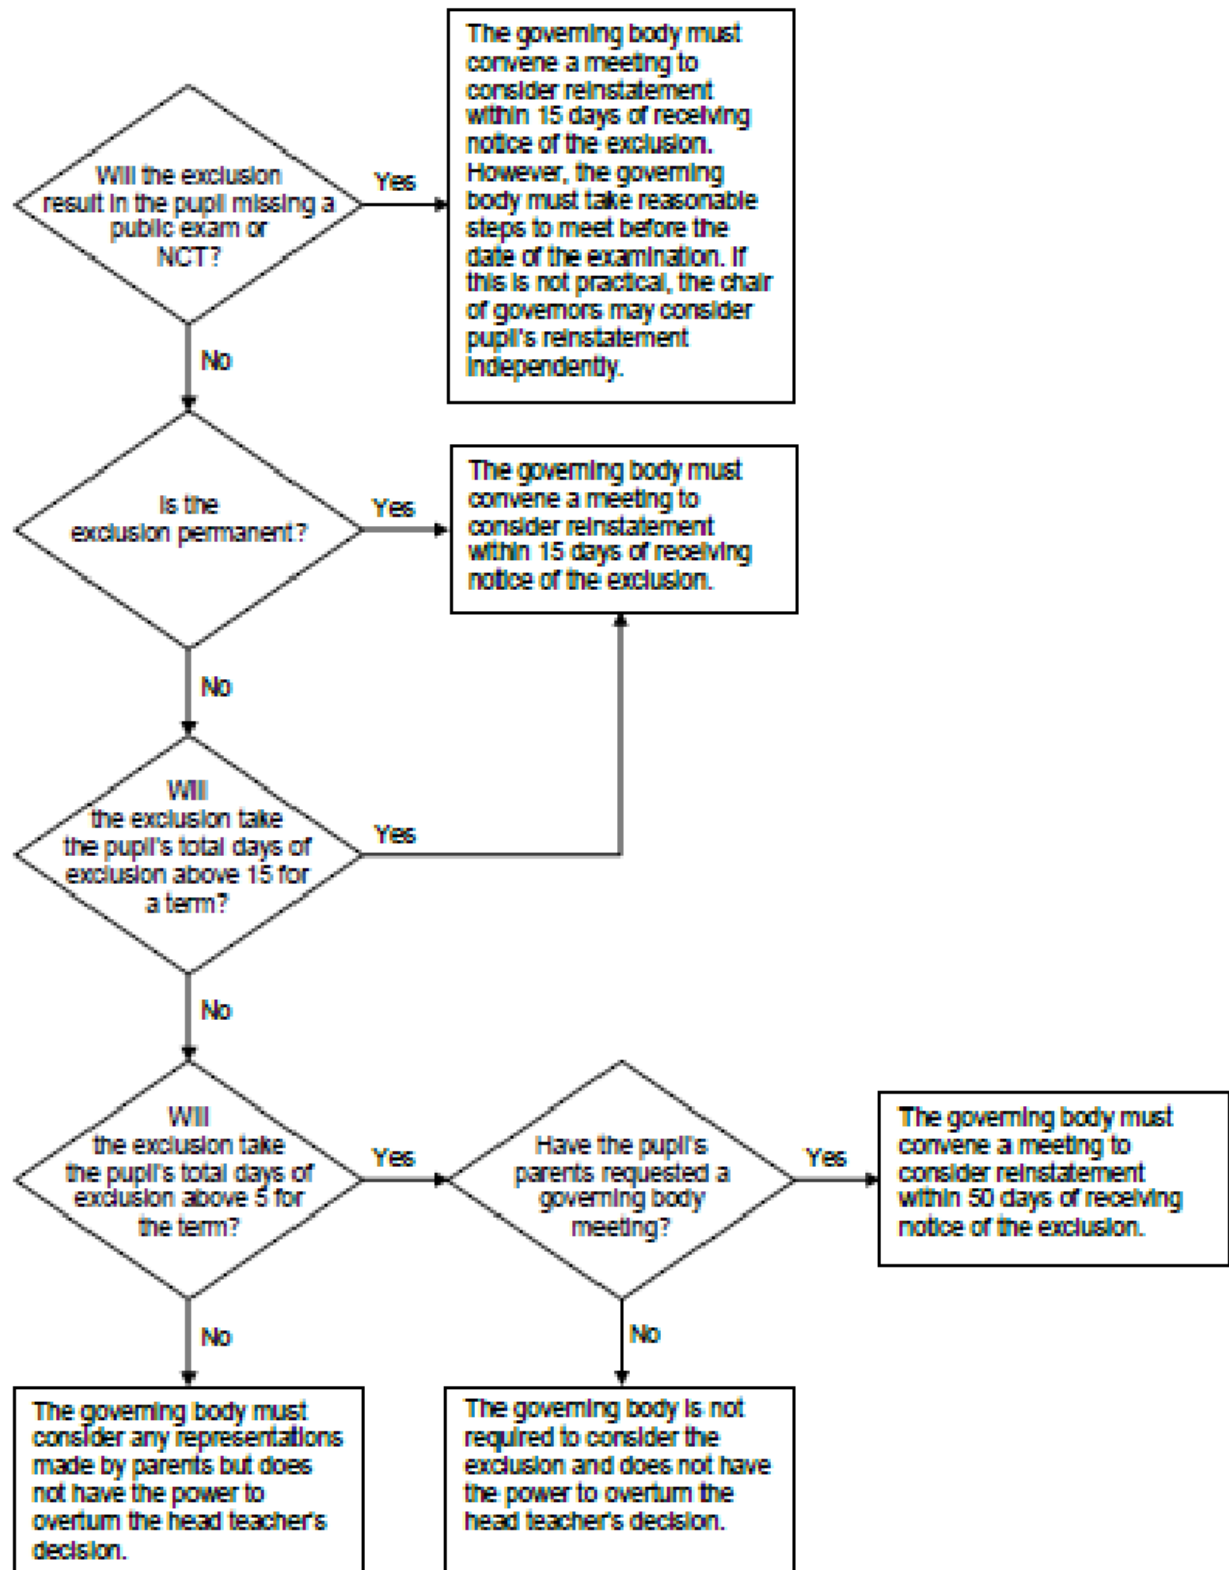 The governing body must
convene a meeting to
consider reinstatement
within 15 days of receiving
notice of the exclusion.
However, the governing
body must take reasonable
steps to meet before the
date of the examination. If
this is not practical, the chair
of governors may consider
pupil's reinstatement
independently.
Will the exclusion
result in the pupil missing a
public exam or
NCT?
Yes
No
Is the
exclusion permanent?
Yes
The governing body must
convene a meeting to
consider reinstatement
within 15 days of receiving
notice of the exclusion.
No
Will
the exclusion take
the pupil's total days of
exclusion above 15 for
a term?
Yes
No
Will
the exclusion take
the pupil's total days of
exclusion above 5 for
the term?
Yes
Have the pupil's
parents requested a
governing body
meeting?
Yes
The governing body must
convene a meeting to
consider reinstatement
within 50 days of receiving
notice of the exclusion.
No
No
The governing body must
consider any representations
made by parents but does
not have the power to
overturn the head teacher's
decision.
The governing body is not
required to consider the
exclusion and does not have
the power to overturn the
head teacher's decision.